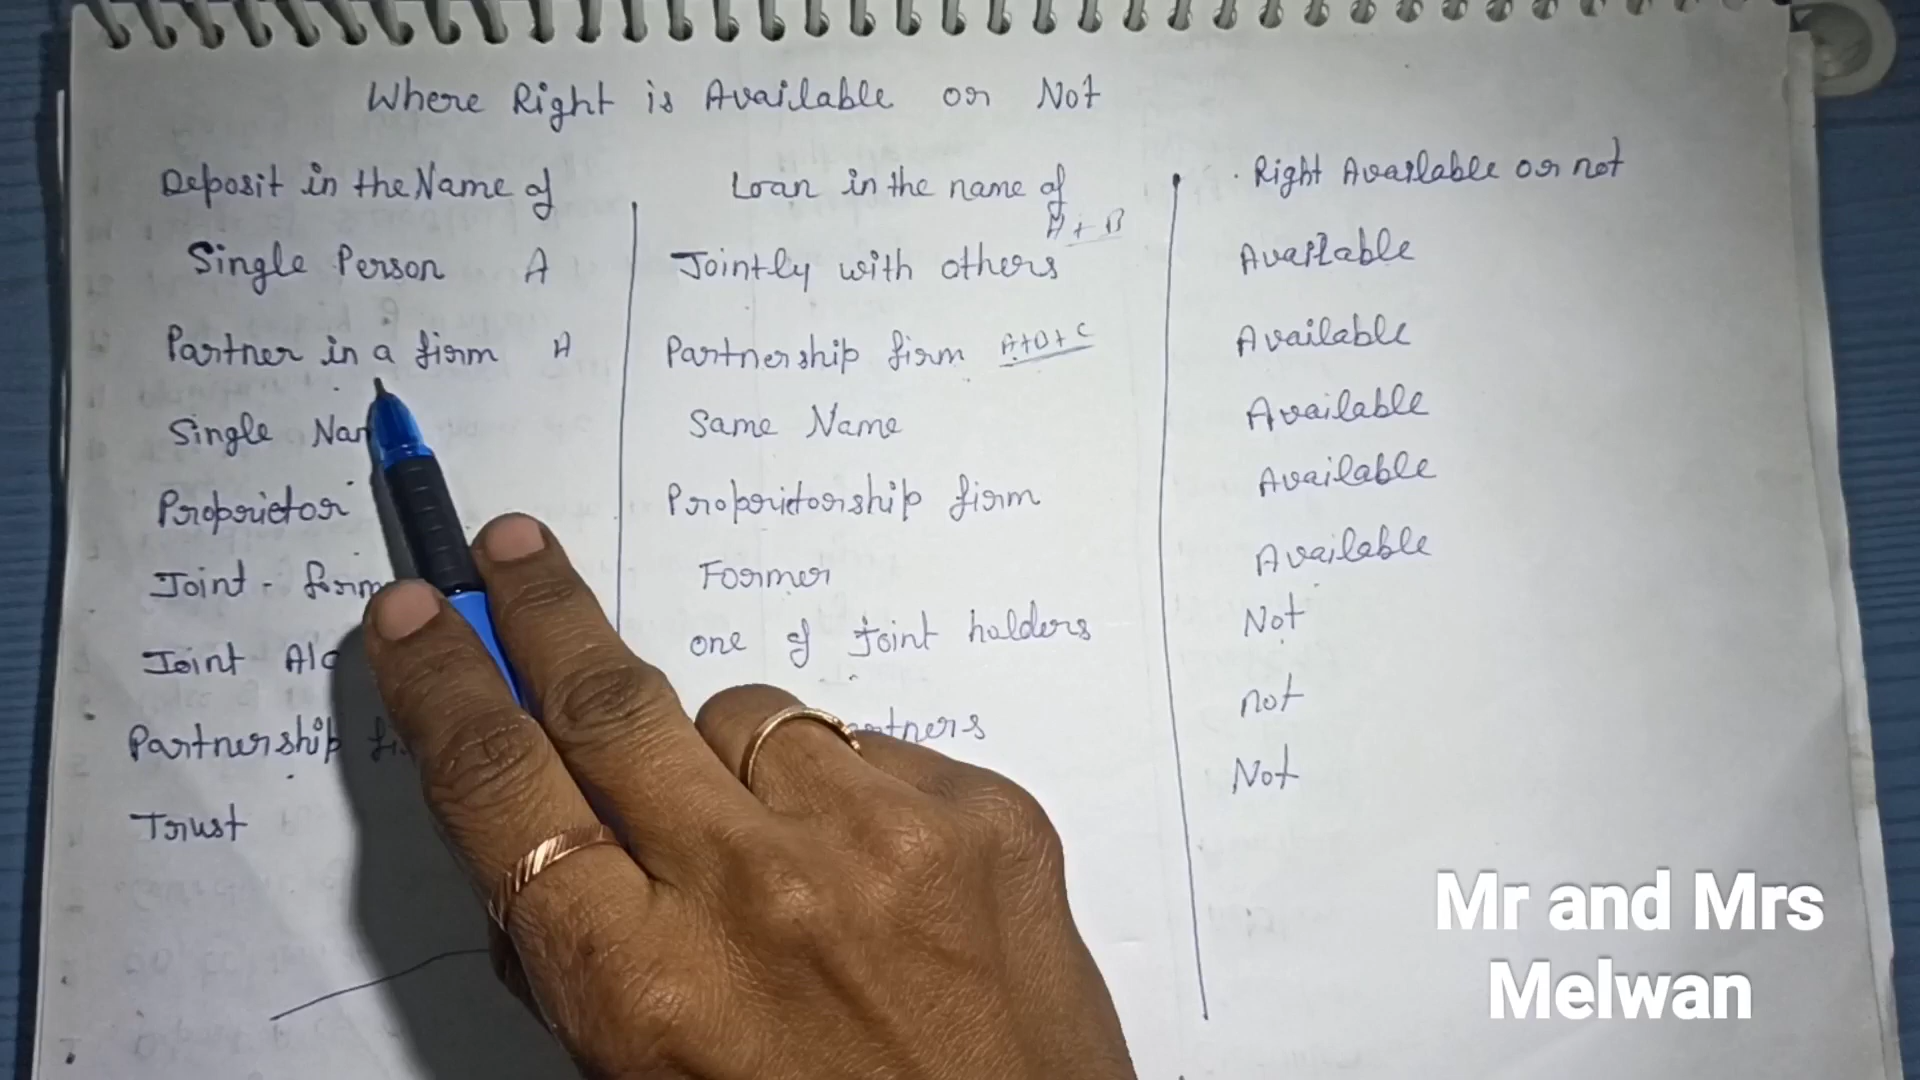 Where Right is Available or Not
Deposit in the Name of Loan in the name of Right Available or not
A + B
Single Person A Jointly with others Available
Partner in a firm A Partnership firm A+B+C Available
Single Same Name Available
Proprietor Proprietorship firm Available
Joint - Former Available
Joint one of Joint holders Not
Partnership not
Trust Not
Mr and Mrs
Melwan